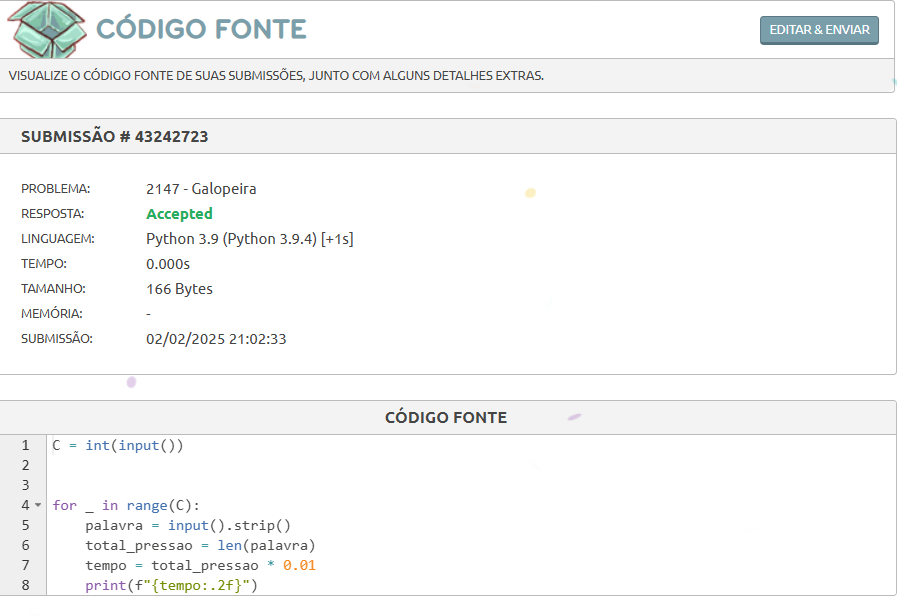 CÓDIGO FONTE
EDITAR & ENVIAR
VISUALIZE O CÓDIGO FONTE DE SUAS SUBMISSÕES, JUNTO COM ALGUNS DETALHES EXTRAS.
SUBMISSÃO # 43242723
PROBLEMA: 2147 - Galopeira
RESPOSTA: Accepted
LINGUAGEM: Python 3.9 (Python 3.9.4) [+1s]
TEMPO: 0.000s
TAMANHO: 166 Bytes
MEMÓRIA: -
SUBMISSÃO: 02/02/2025 21:02:33
CÓDIGO FONTE
1 C = int(input())
2
3
4 for _ in range(C):
5     palavra = input().strip()
6     total_pressao = len(palavra)
7     tempo = total_pressao * 0.01
8     print(f"{tempo:.2f}")